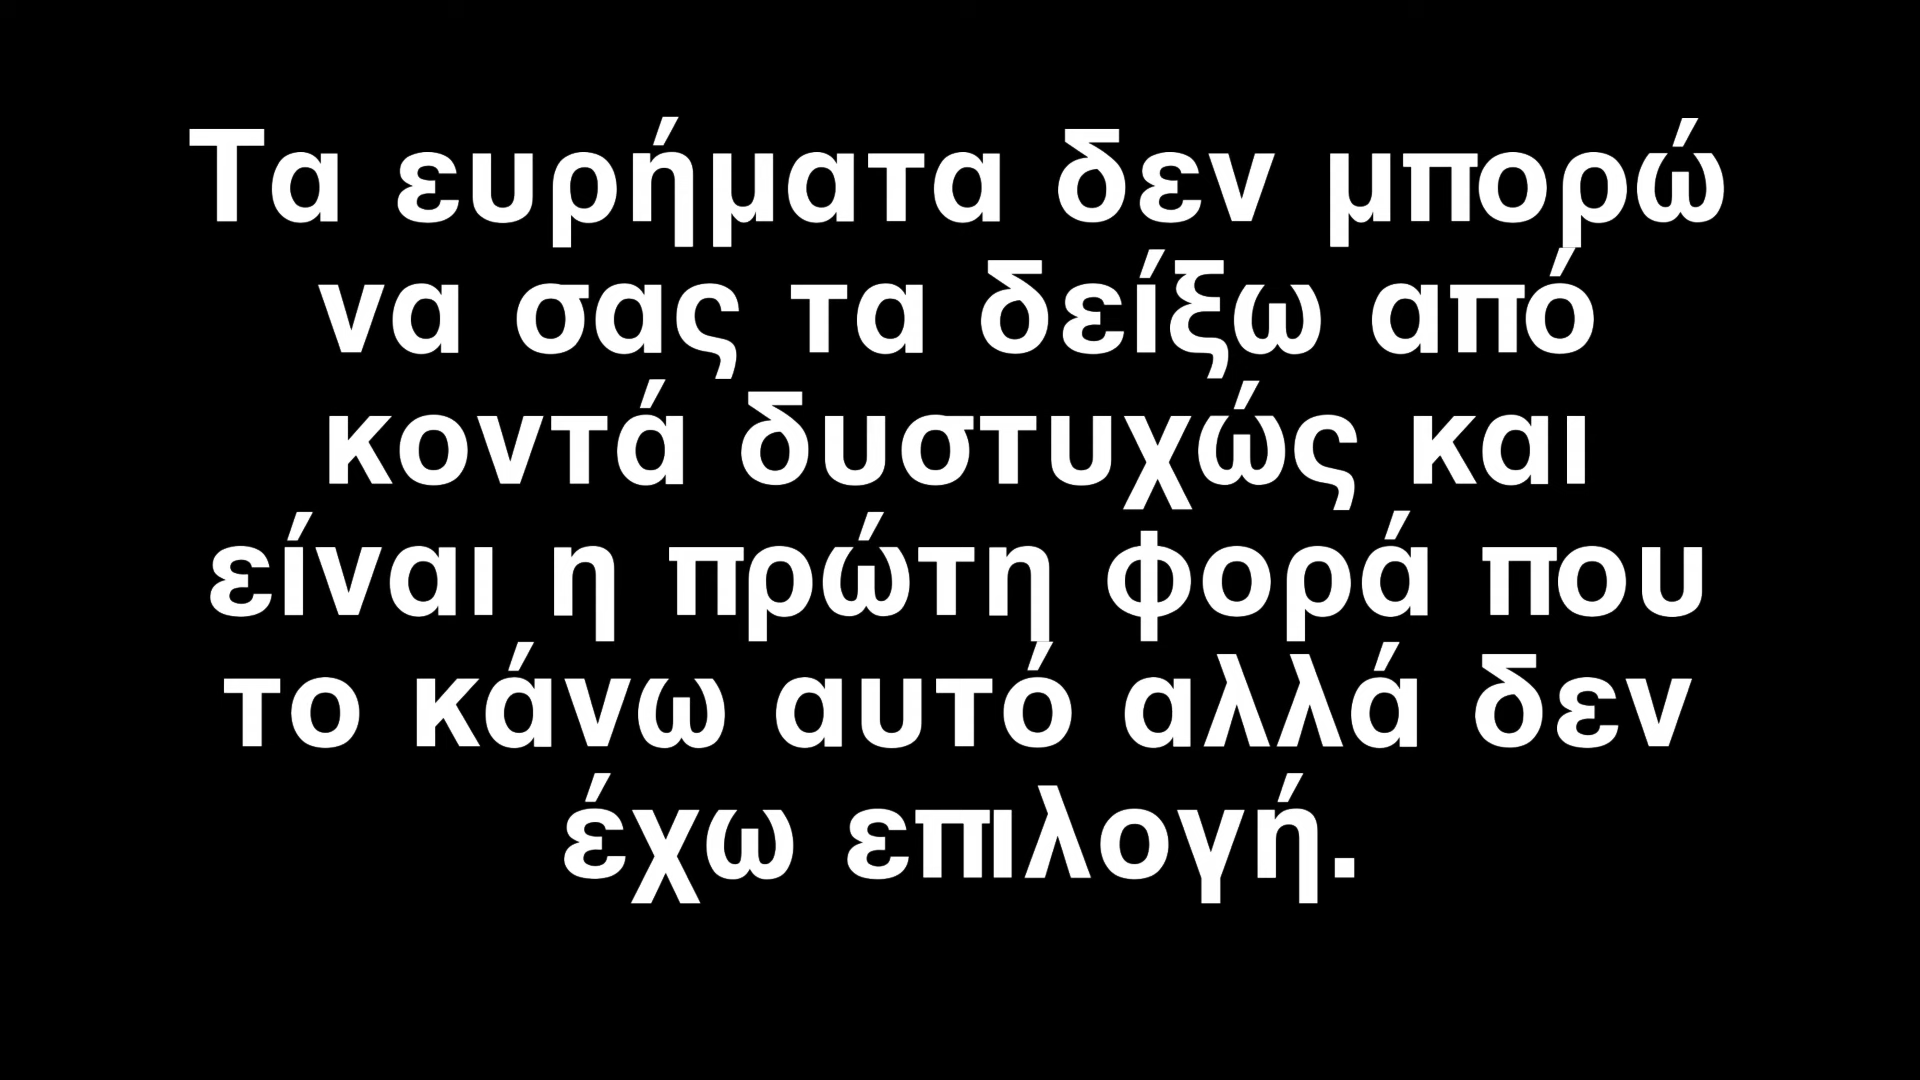 Τα ευρήματα δεν μπορώ
να σας τα δείξω από
κοντά δυστυχώς και
είναι η πρώτη φορά που
το κάνω αυτό αλλά δεν
έχω επιλογή.